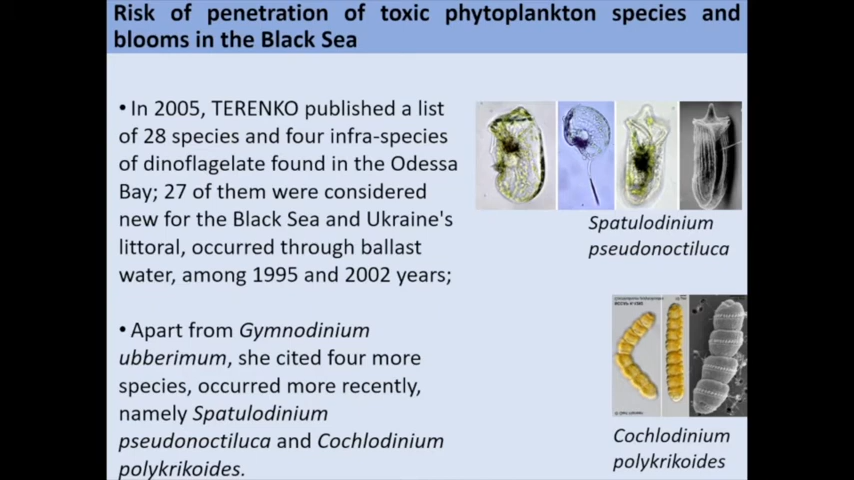 Risk of penetration of toxic phytoplankton species and
blooms in the Black Sea
• In 2005, TERENKO published a list
of 28 species and four infra-species
of dinoflagelate found in the Odessa
Bay; 27 of them were considered
new for the Black Sea and Ukraine's
littoral, occurred through ballast
water, among 1995 and 2002 years;
• Apart from Gymnodinium
ubberimum, she cited four more
species, occurred more recently,
namely Spatulodinium
pseudonoctiluca and Cochlodinium
polykrikoides.
Spatulodinium
pseudonoctiluca
Cochlodinium
polykrikoides